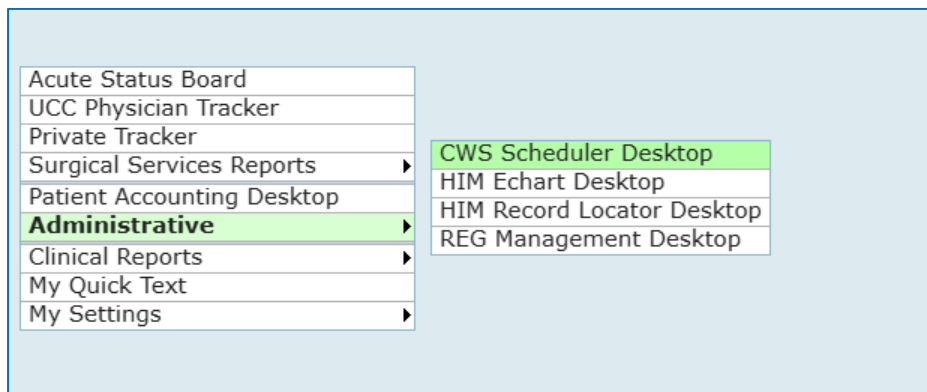 Acute Status Board
UCC Physician Tracker
Private Tracker
Surgical Services Reports
Patient Accounting Desktop
Administrative
Clinical Reports
My Quick Text
My Settings
CWS Scheduler Desktop
HIM Echart Desktop
HIM Record Locator Desktop
REG Management Desktop